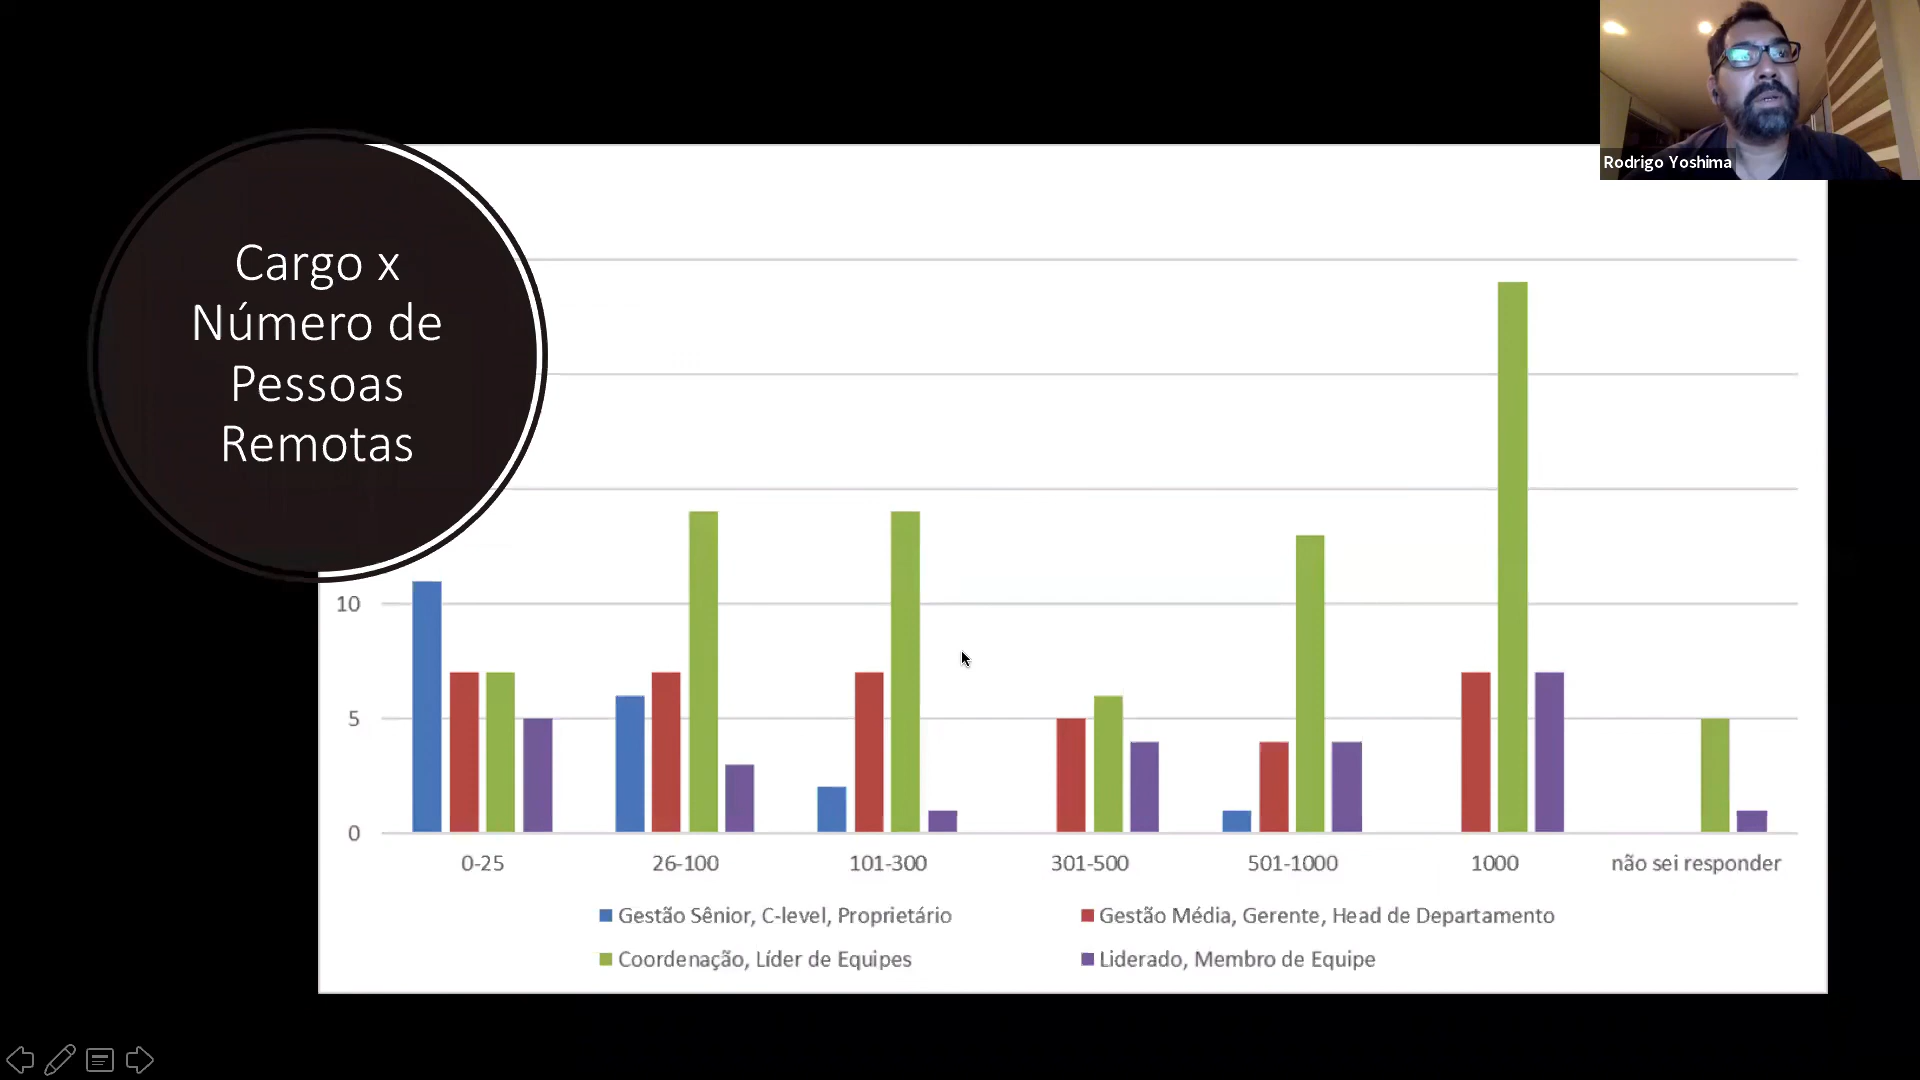 Rodrigo Yoshima
Cargo x
Número de
Pessoas
Remotas
10
5
0
0-25 26-100 101-300 301-500 501-1000 1000 não sei responder
Gestão Sênior, C-level, Proprietário Gestão Média, Gerente, Head de Departamento
Coordenação, Líder de Equipes Liderado, Membro de Equipe